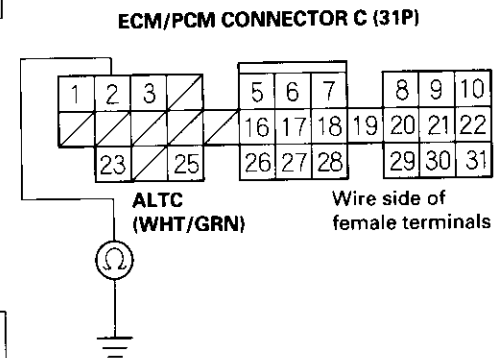 ECM/PCM CONNECTOR C (31P)
1 2 3 5 6 7 8 9 10
16 17 18 19 20 21 22
23 25 26 27 28 29 30 31
ALTC
(WHT/GRN)
Wire side of
female terminals
Ω